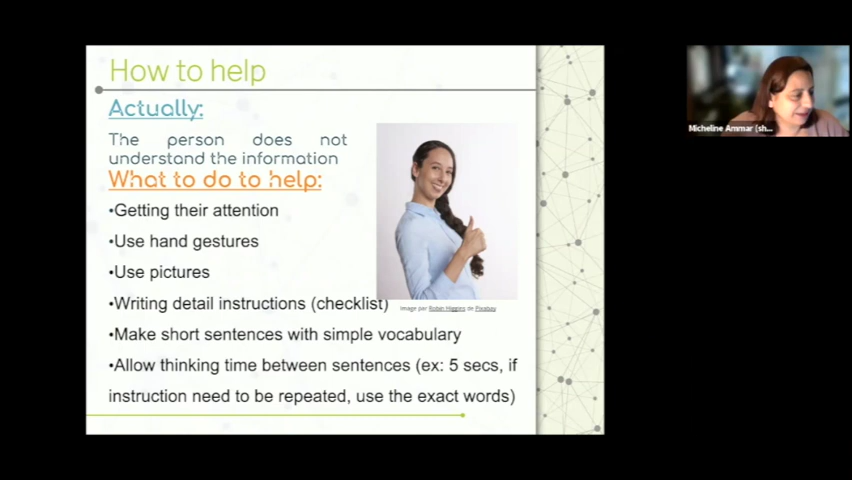 How to help
Actually:
The person does not
understand the information
What to do to help:
•Getting their attention
•Use hand gestures
•Use pictures
•Writing detail instructions (checklist)
Image par Robin Higgins de Pixabay
•Make short sentences with simple vocabulary
•Allow thinking time between sentences (ex: 5 secs, if
instruction need to be repeated, use the exact words)
Micheline Ammar (sh...